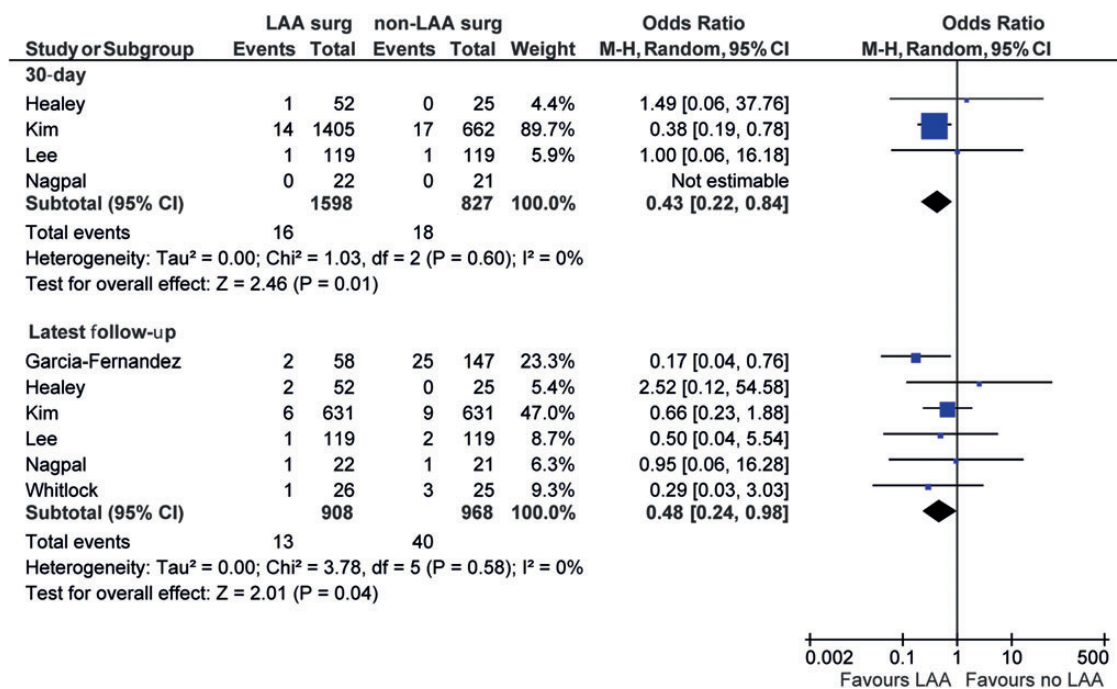 LAA surg non-LAA surg Odds Ratio Odds Ratio
Study or Subgroup Events Total Events Total Weight M-H, Random, 95% CI M-H, Random, 95% CI
30-day
Healey 1 52 0 25 4.4% 1.49 [0.06, 37.76]
Kim 14 1405 17 662 89.7% 0.38 [0.19, 0.78]
Lee 1 119 1 119 5.9% 1.00 [0.06, 16.18]
Nagpal 0 22 0 21 Not estimable
Subtotal (95% CI) 1598 827 100.0% 0.43 [0.22, 0.84]
Total events 16 18
Heterogeneity: Tau² = 0.00; Chi² = 1.03, df = 2 (P = 0.60); I² = 0%
Test for overall effect: Z = 2.46 (P = 0.01)
Latest follow-up
Garcia-Fernandez 2 58 25 147 23.3% 0.17 [0.04, 0.76]
Healey 2 52 0 25 5.4% 2.52 [0.12, 54.58]
Kim 6 631 9 631 47.0% 0.66 [0.23, 1.88]
Lee 1 119 2 119 8.7% 0.50 [0.04, 5.54]
Nagpal 1 22 1 21 6.3% 0.95 [0.06, 16.28]
Whitlock 1 26 3 25 9.3% 0.29 [0.03, 3.03]
Subtotal (95% CI) 908 968 100.0% 0.48 [0.24, 0.98]
Total events 13 40
Heterogeneity: Tau² = 0.00; Chi² = 3.78, df = 5 (P = 0.58); I² = 0%
Test for overall effect: Z = 2.01 (P = 0.04)
0.002 0.1 1 10 500
Favours LAA Favours no LAA